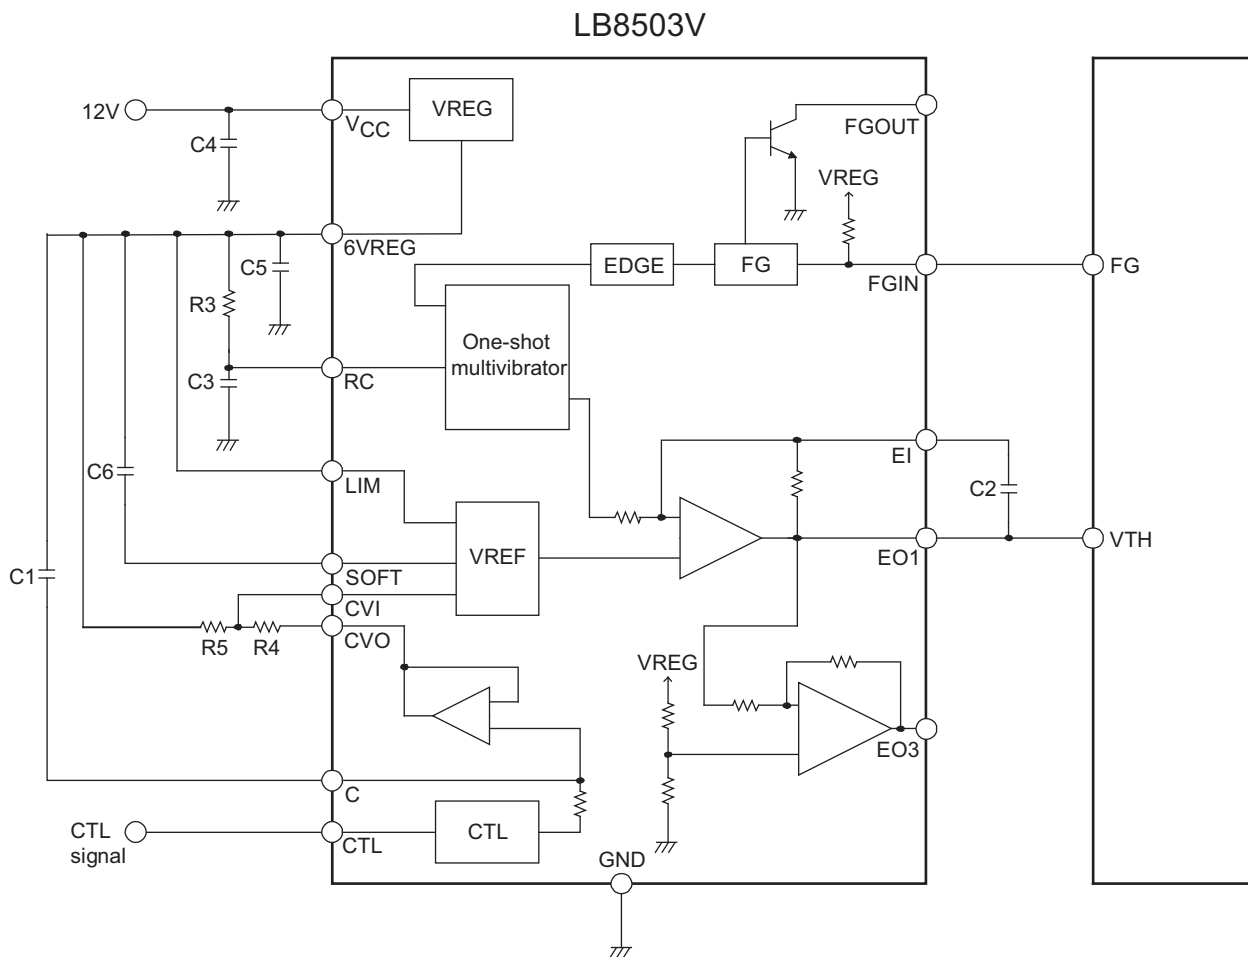 LB8503V
12V
VCC
VREG
C4
FGOUT
VREG
6VREG
C5
EDGE
FG
FGIN
FG
R3
One-shot
multivibrator
C3
RC
EI
C6
LIM
C2
VREF
EO1
VTH
C1
SOFT
CVI
R5
R4
CVO
VREG
EO3
C
CTL
signal
CTL
CTL
GND